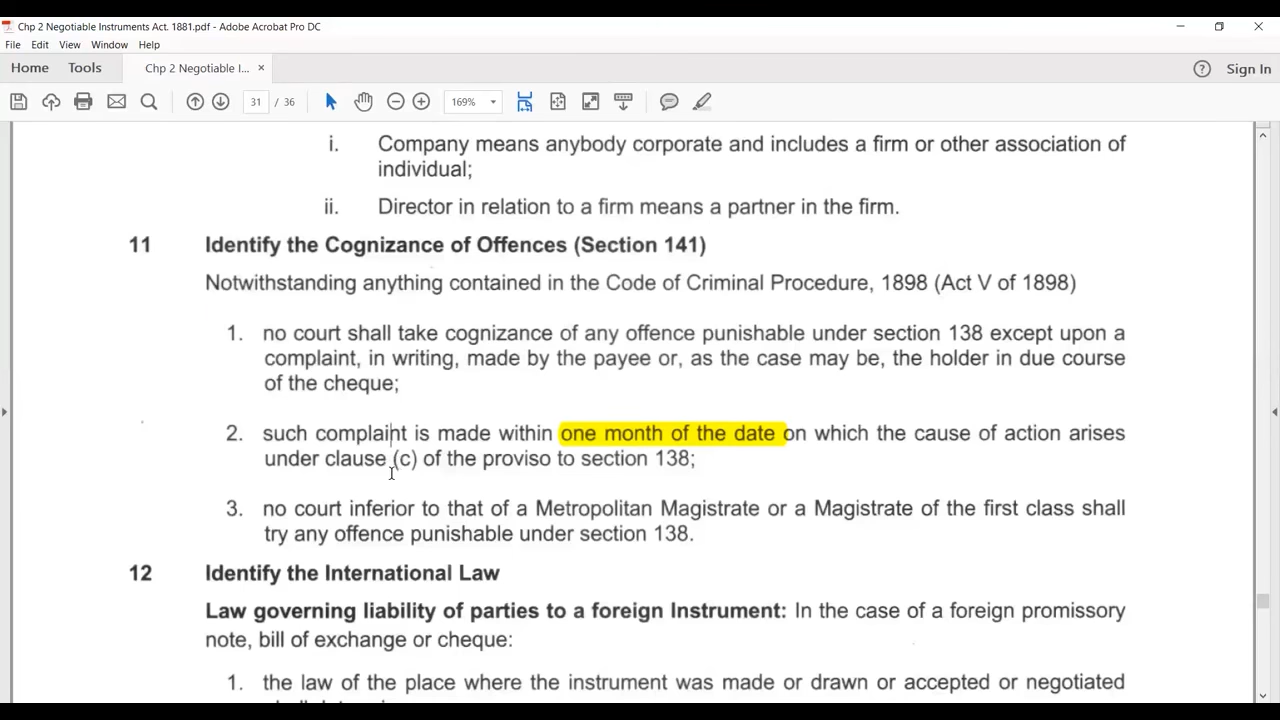 Chp 2 Negotiable Instruments Act. 1881.pdf - Adobe Acrobat Pro DC
File Edit View Window Help
Home Tools Chp 2 Negotiable I... × Sign In
31 / 36 169%
i. Company means anybody corporate and includes a firm or other association of
individual;
ii. Director in relation to a firm means a partner in the firm.
11 Identify the Cognizance of Offences (Section 141)
Notwithstanding anything contained in the Code of Criminal Procedure, 1898 (Act V of 1898)
1. no court shall take cognizance of any offence punishable under section 138 except upon a
complaint, in writing, made by the payee or, as the case may be, the holder in due course
of the cheque;
2. such complaint is made within one month of the date on which the cause of action arises
under clause (c) of the proviso to section 138;
3. no court inferior to that of a Metropolitan Magistrate or a Magistrate of the first class shall
try any offence punishable under section 138.
12 Identify the International Law
Law governing liability of parties to a foreign Instrument: In the case of a foreign promissory
note, bill of exchange or cheque:
1. the law of the place where the instrument was made or drawn or accepted or negotiated